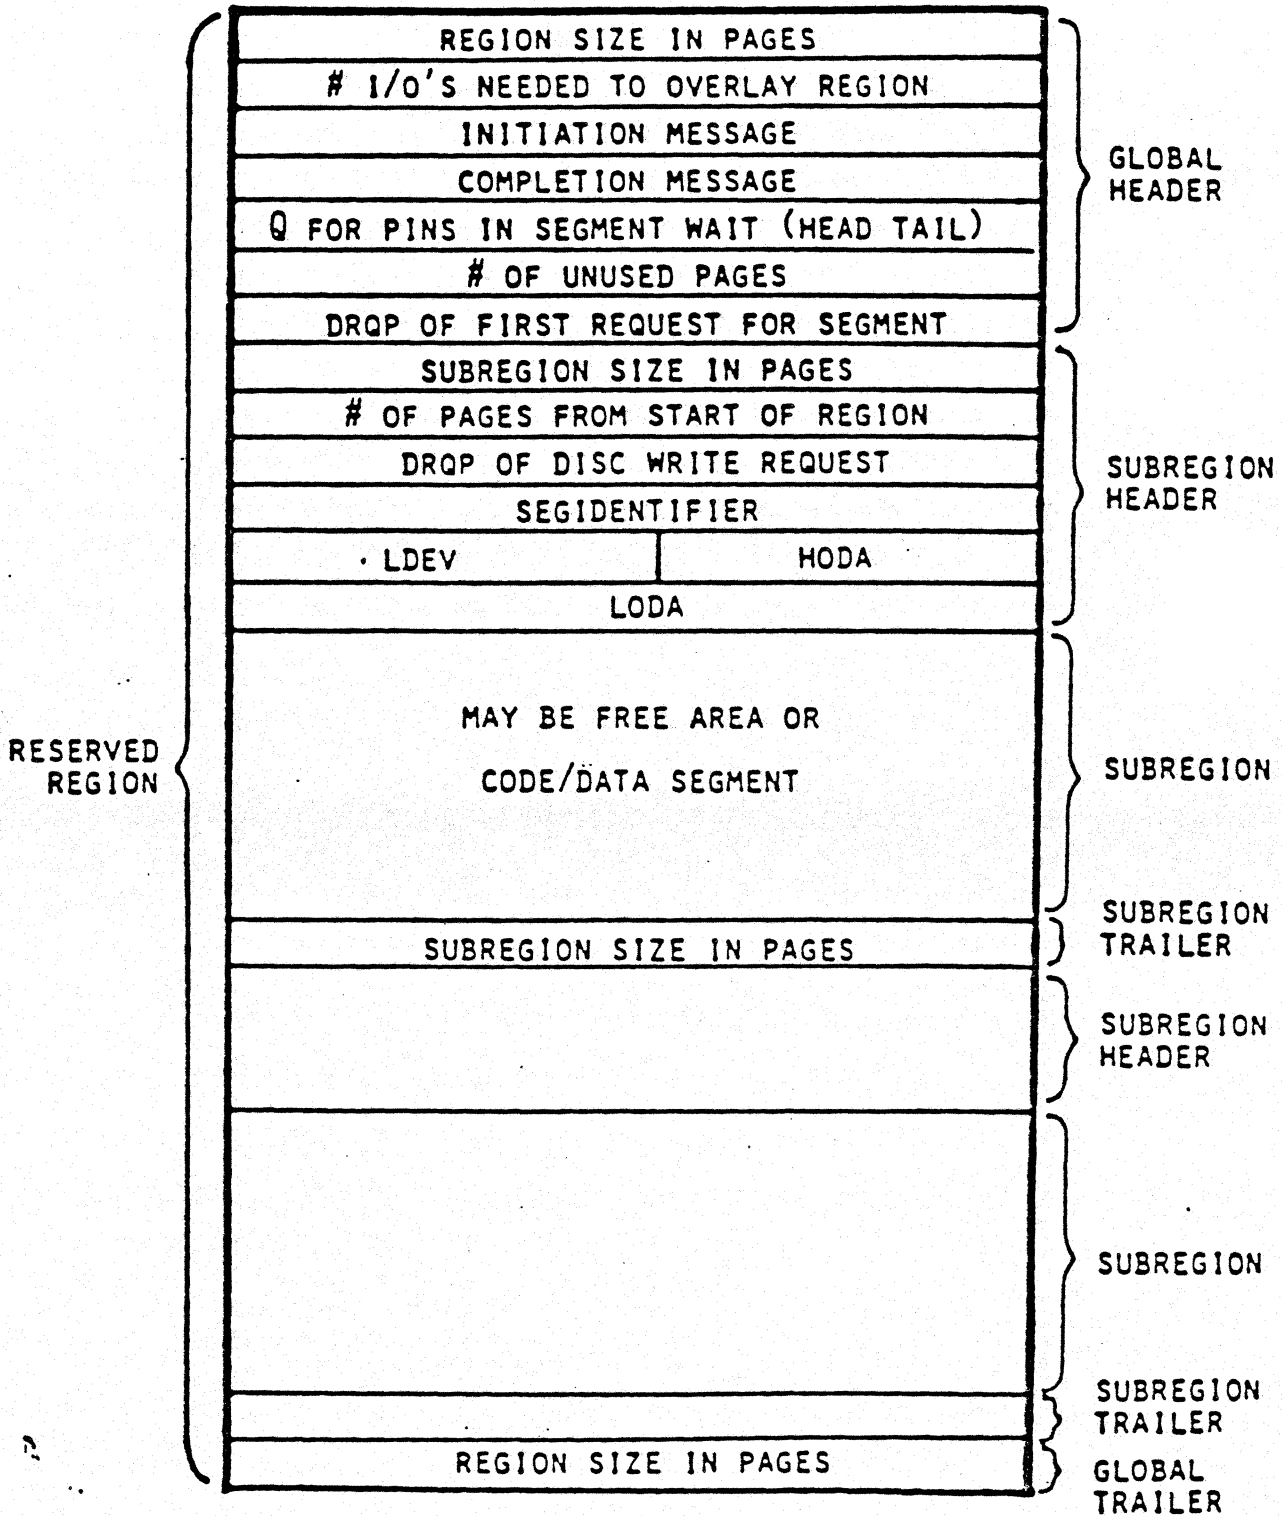 REGION SIZE IN PAGES
# I/O'S NEEDED TO OVERLAY REGION
INITIATION MESSAGE
COMPLETION MESSAGE
GLOBAL
HEADER
Q FOR PINS IN SEGMENT WAIT (HEAD TAIL)
# OF UNUSED PAGES
DRQP OF FIRST REQUEST FOR SEGMENT
SUBREGION SIZE IN PAGES
# OF PAGES FROM START OF REGION
DRQP OF DISC WRITE REQUEST
SUBREGION
HEADER
SEGIDENTIFIER
LDEV HODA
LODA
MAY BE FREE AREA OR
CODE/DATA SEGMENT
RESERVED
REGION
SUBREGION
SUBREGION
TRAILER
SUBREGION SIZE IN PAGES
SUBREGION
HEADER
SUBREGION
SUBREGION
TRAILER
REGION SIZE IN PAGES
GLOBAL
TRAILER